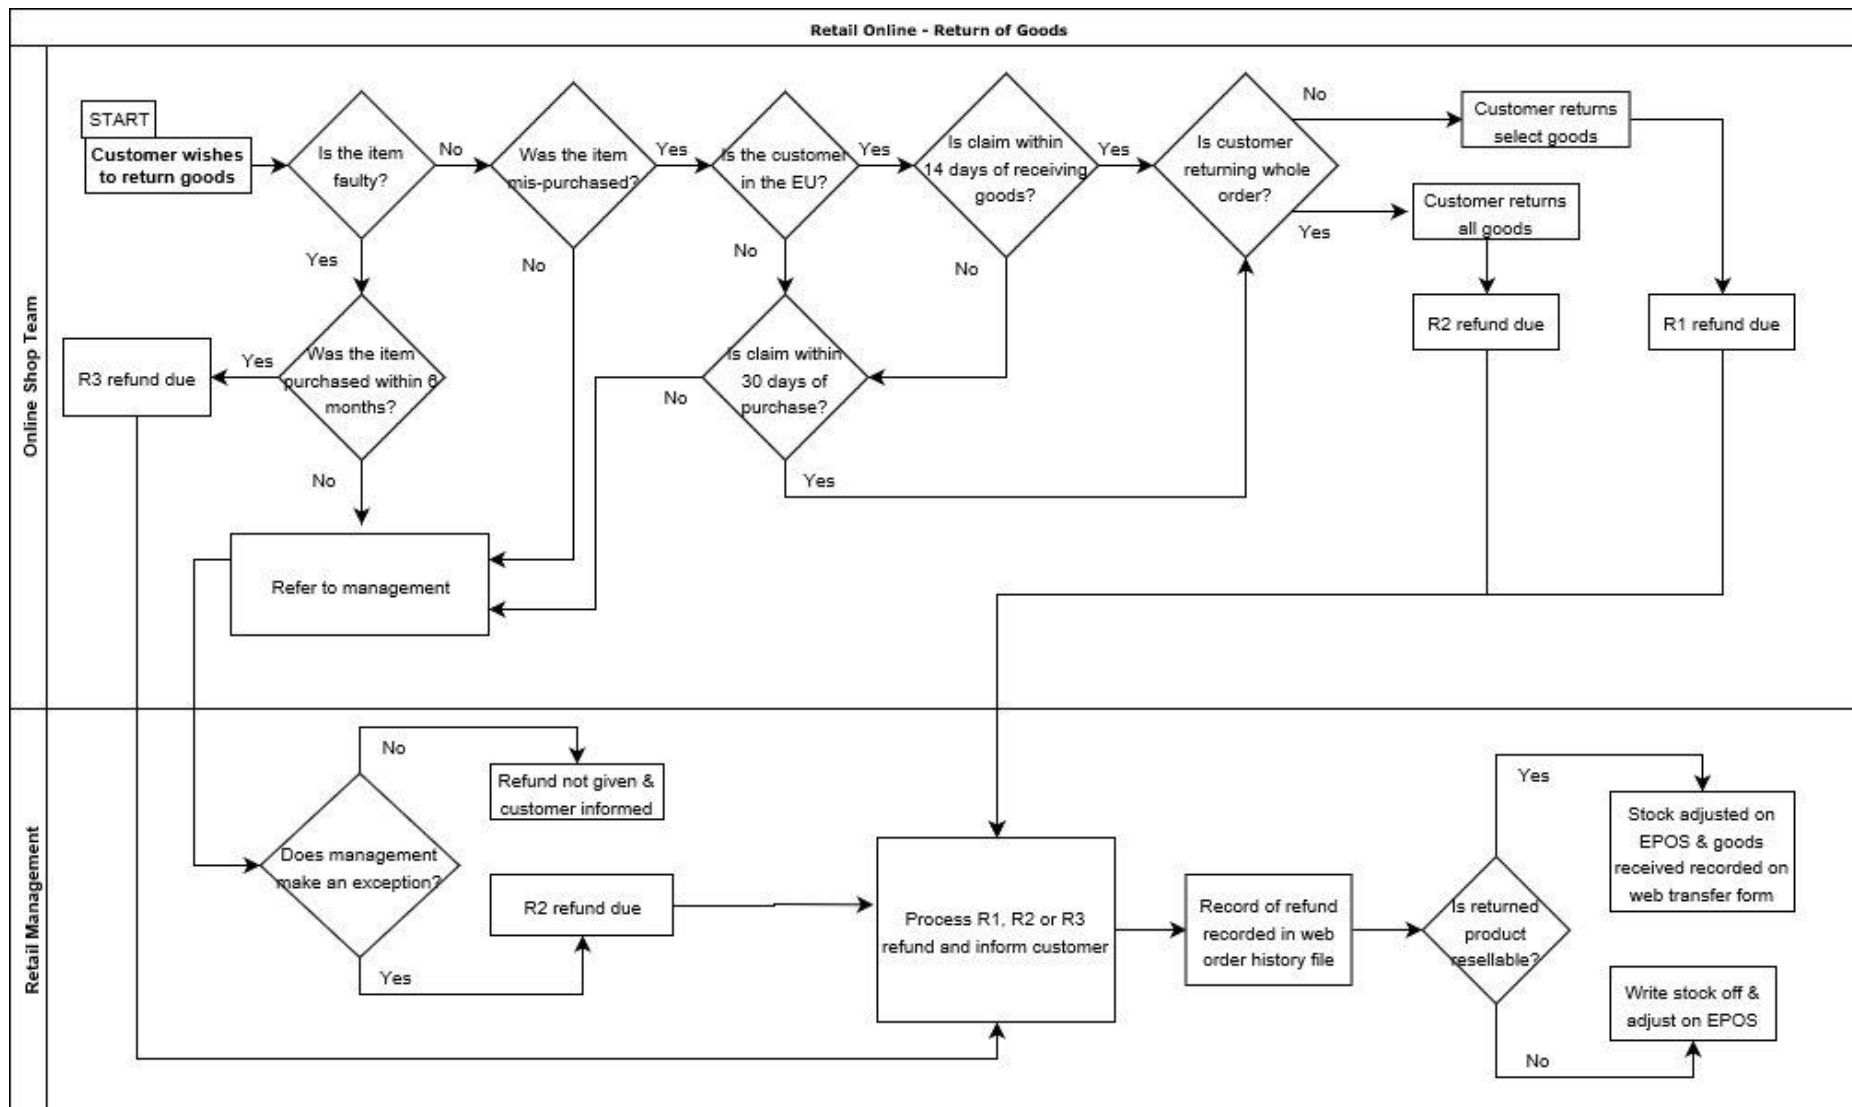 Retail Online - Return of Goods
Online Shop Team
START
Customer wishes
to return goods
Is the item
faulty?
No
Was the item
mis-purchased?
Yes
Is the customer
in the EU?
Yes
Is claim within
14 days of receiving
goods?
Yes
Is customer
returning whole
order?
No
Customer returns
select goods
Yes
Customer returns
all goods
Yes
No
No
No
R3 refund due
Yes
Was the item
purchased within 6
months?
Is claim within
30 days of
purchase?
No
R2 refund due
R1 refund due
No
Yes
Refer to management
Retail Management
No
Refund not given &
customer informed
Does management
make an exception?
R2 refund due
Yes
Process R1, R2 or R3
refund and inform customer
Record of refund
recorded in web
order history file
Is returned
product
resellable?
Yes
Stock adjusted on
EPOS & goods
received recorded on
web transfer form
Write stock off &
adjust on EPOS
No